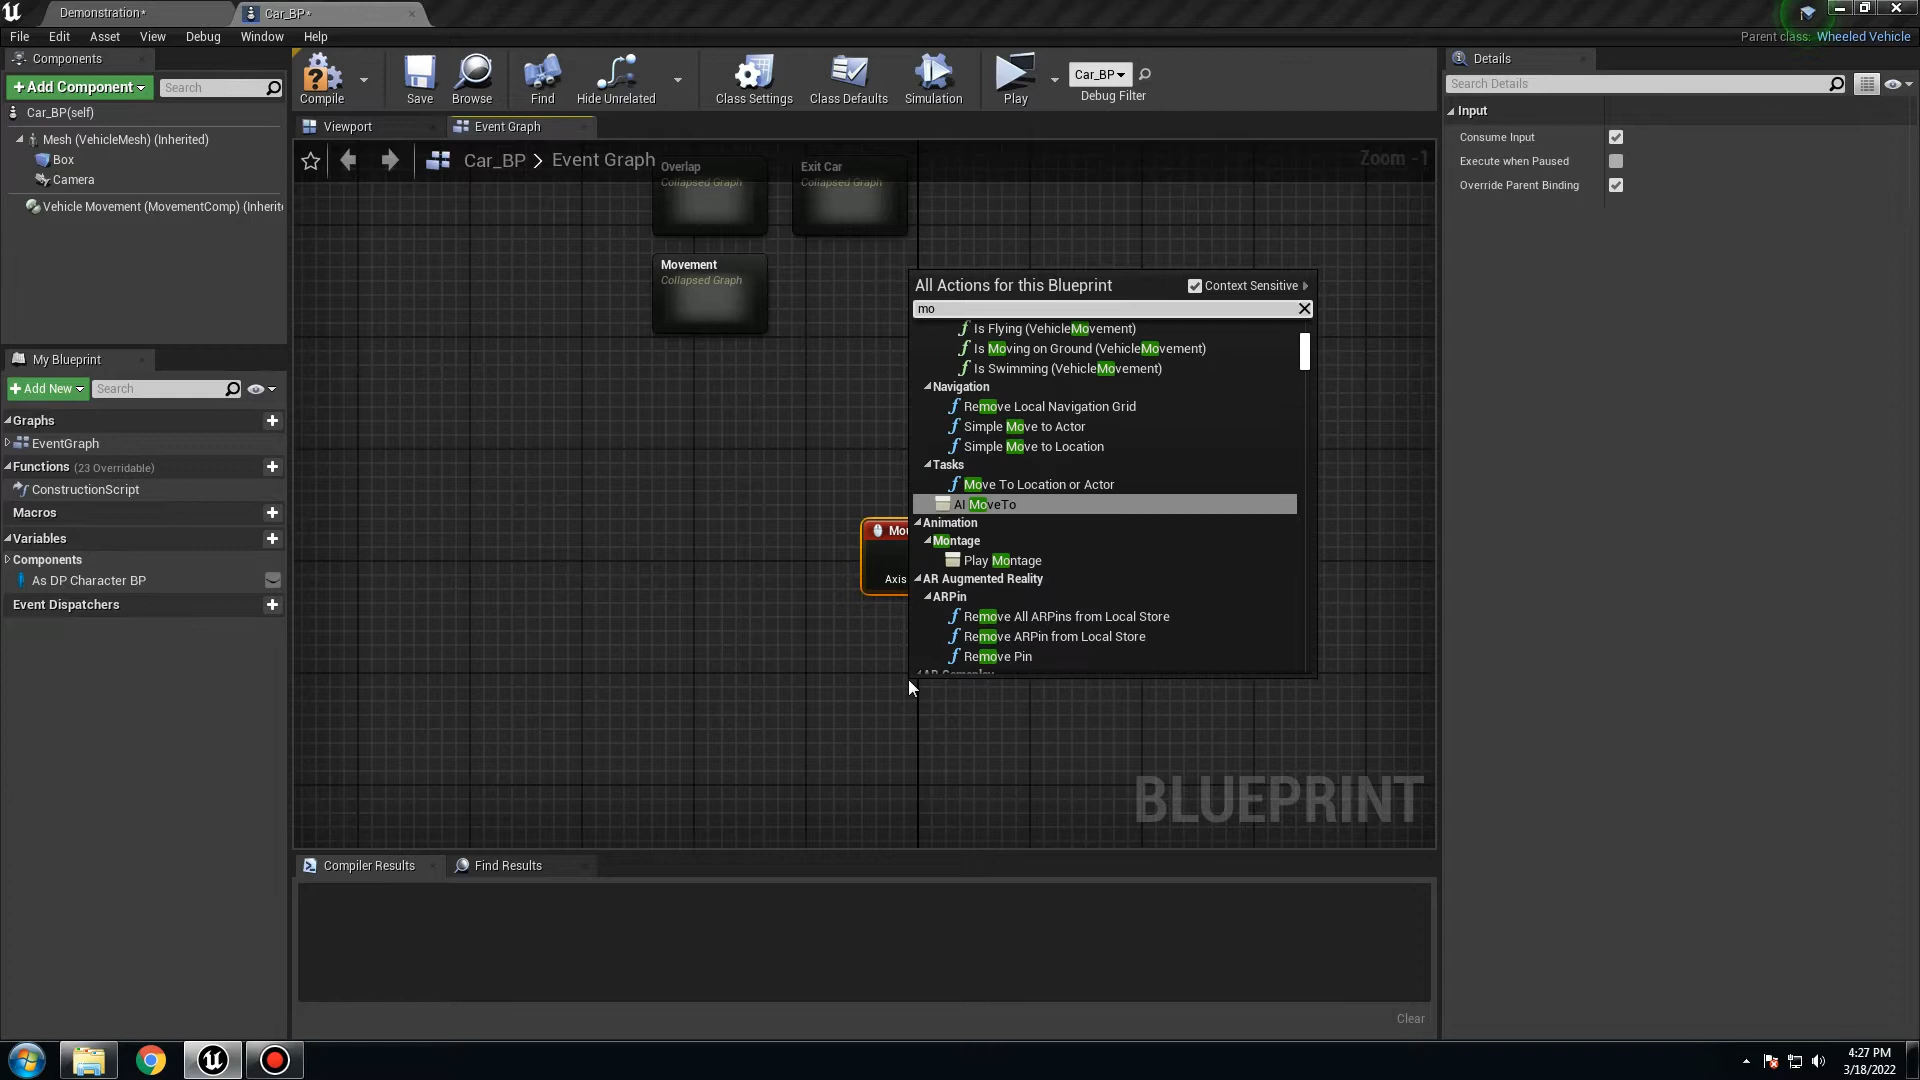 Demonstration*
Car_BP*
File Edit Asset View Debug Window Help
Parent class: Wheeled Vehicle
Components
+Add Component
Search
Car_BP(self)
Mesh (VehicleMesh) (Inherited)
Box
Camera
Vehicle Movement (MovementComp) (Inherite
My Blueprint
+Add New
Search
Graphs
EventGraph
Functions (23 Overridable)
ConstructionScript
Macros
Variables
Components
As DP Character BP
Event Dispatchers
Compile
Save
Browse
Find
Hide Unrelated
Class Settings
Class Defaults
Simulation
Play
Car_BP
Debug Filter
Viewport
Event Graph
Car_BP > Event Graph
Zoom -1
Overlap
Collapsed Graph
Exit Car
Collapsed Graph
Movement
Collapsed Graph
Mou
Axis
All Actions for this Blueprint
Context Sensitive
mo
Is Flying (VehicleMovement)
Is Moving on Ground (VehicleMovement)
Is Swimming (VehicleMovement)
Navigation
Remove Local Navigation Grid
Simple Move to Actor
Simple Move to Location
Tasks
Move To Location or Actor
AI MoveTo
Animation
Montage
Play Montage
AR Augmented Reality
ARPin
Remove All ARPins from Local Store
Remove ARPin from Local Store
Remove Pin
AR Gameplay
BLUEPRINT
Compiler Results
Find Results
Clear
Details
Search Details
Input
Consume Input
Execute when Paused
Override Parent Binding
4:27 PM
3/18/2022